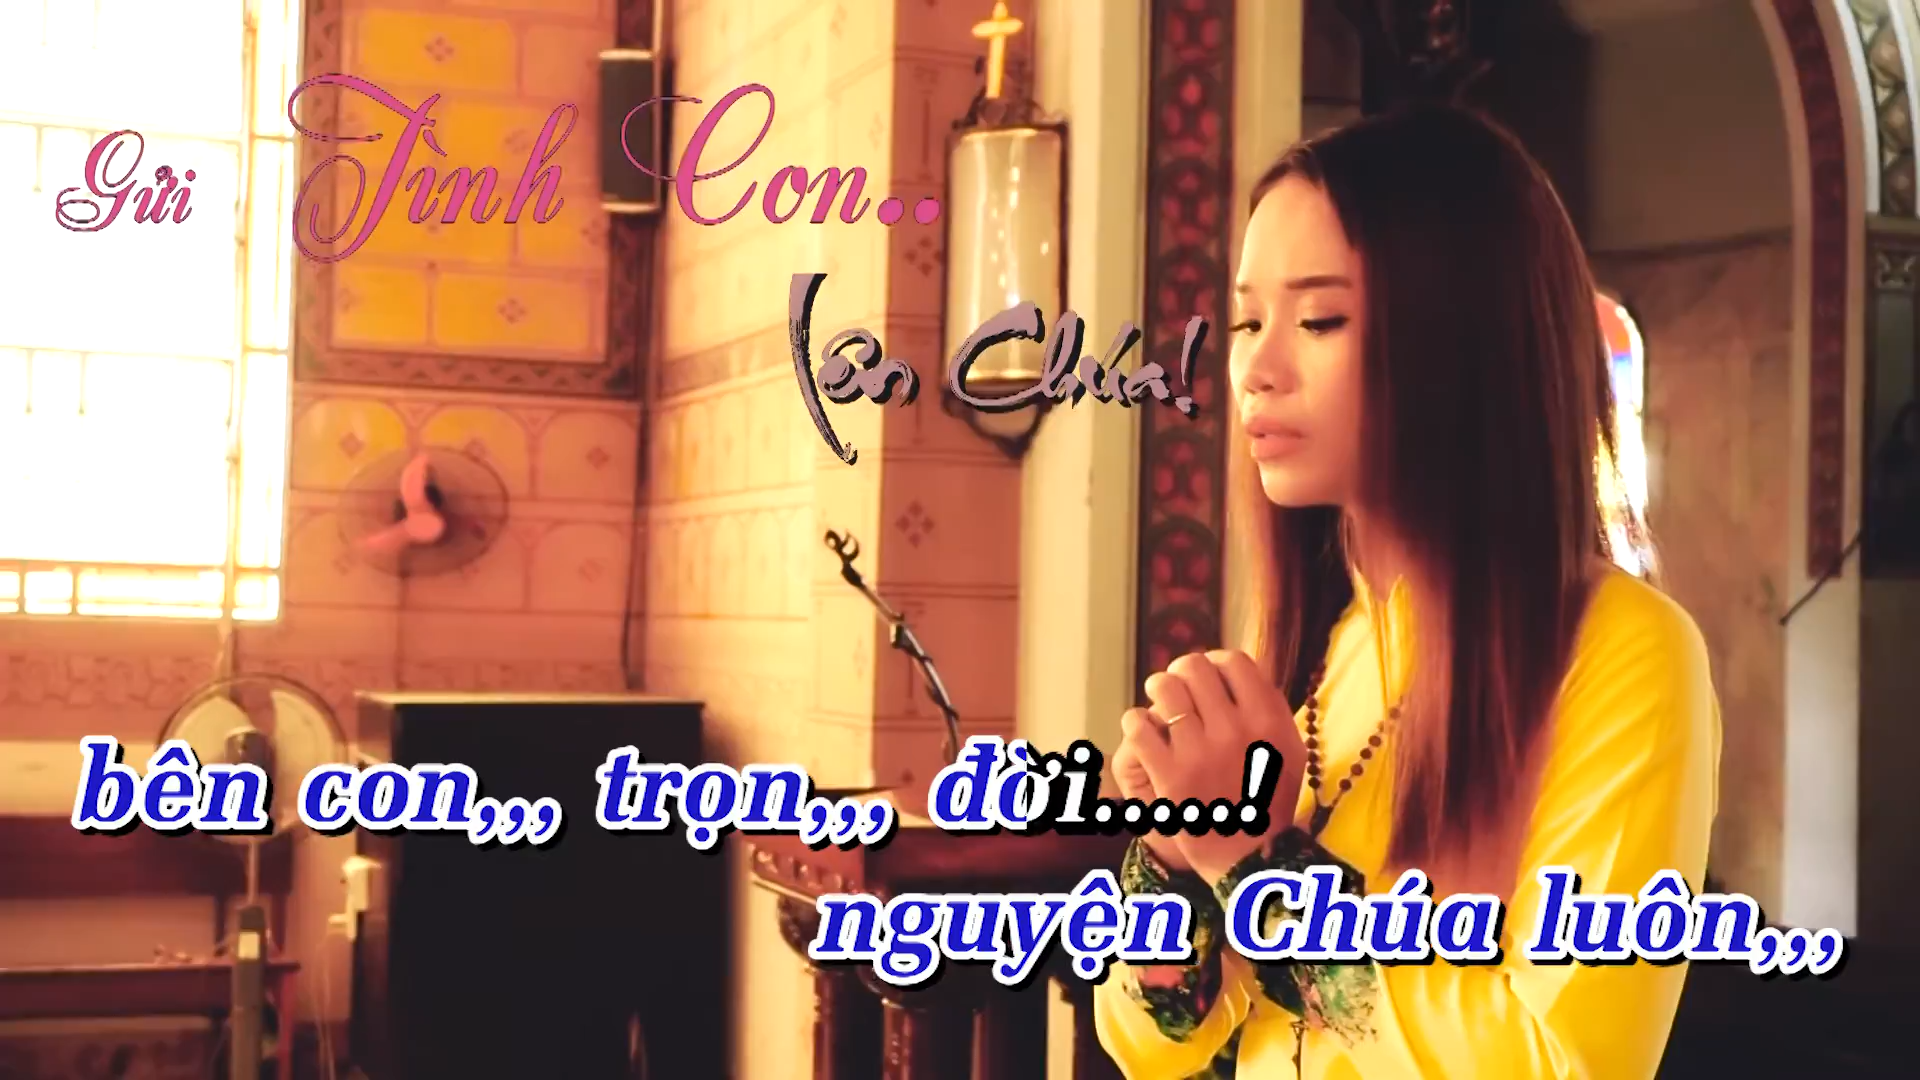 Gửi Tình Con..
Lên Chúa!
bên con,,, trọn,,, đời.....!
nguyện Chúa luôn,,,